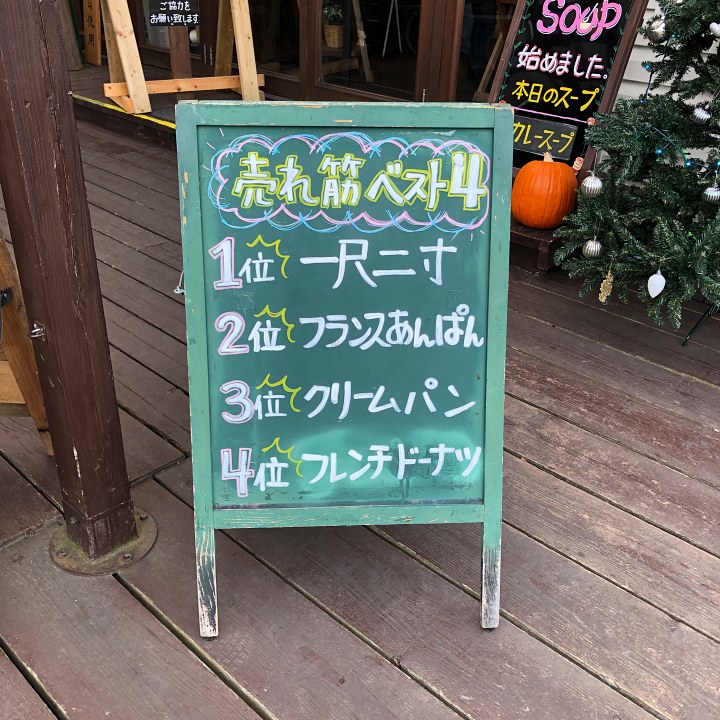 ご協力を
お願い致します
使用
Soup
始めました。
本日のスープ
カレースープ
売れ筋 ベスト4
1位 一尺二寸
2位 フランスあんぱん
3位 クリームパン
4位 フレンチドーナツ